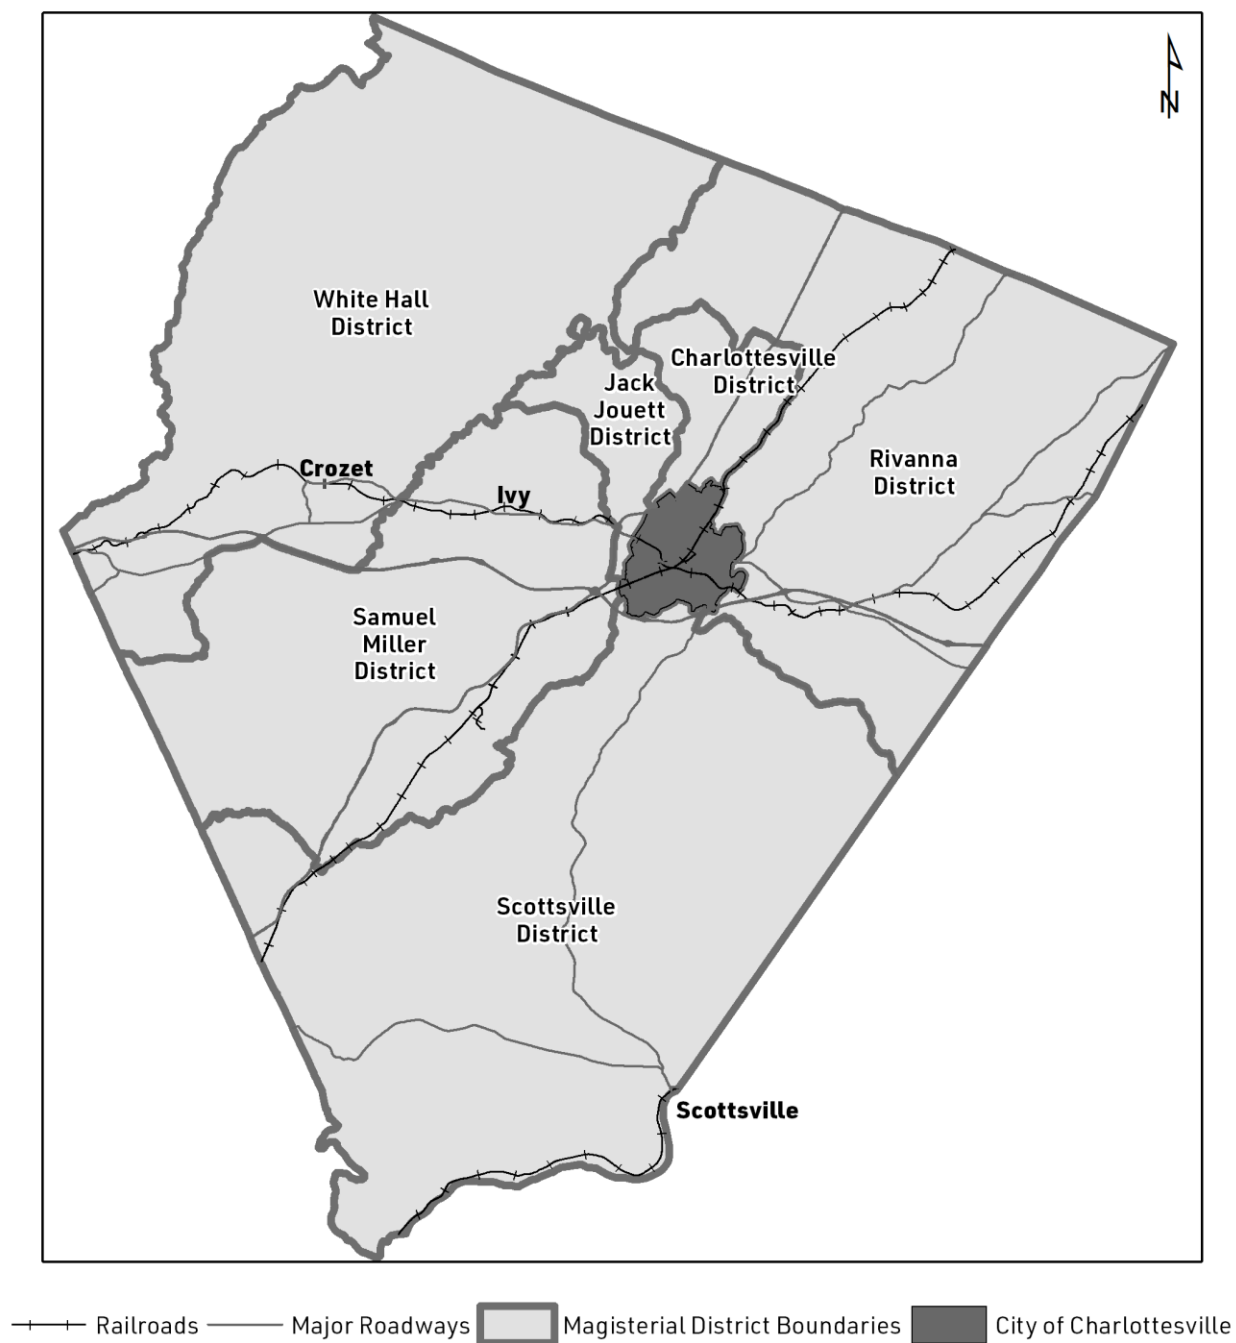 N
White Hall
District
Charlottesville
District
Jack
Jouett
District
Rivanna
District
Crozet
Ivy
Samuel
Miller
District
Scottsville
District
Scottsville
Railroads
Major Roadways
Magisterial District Boundaries
City of Charlottesville